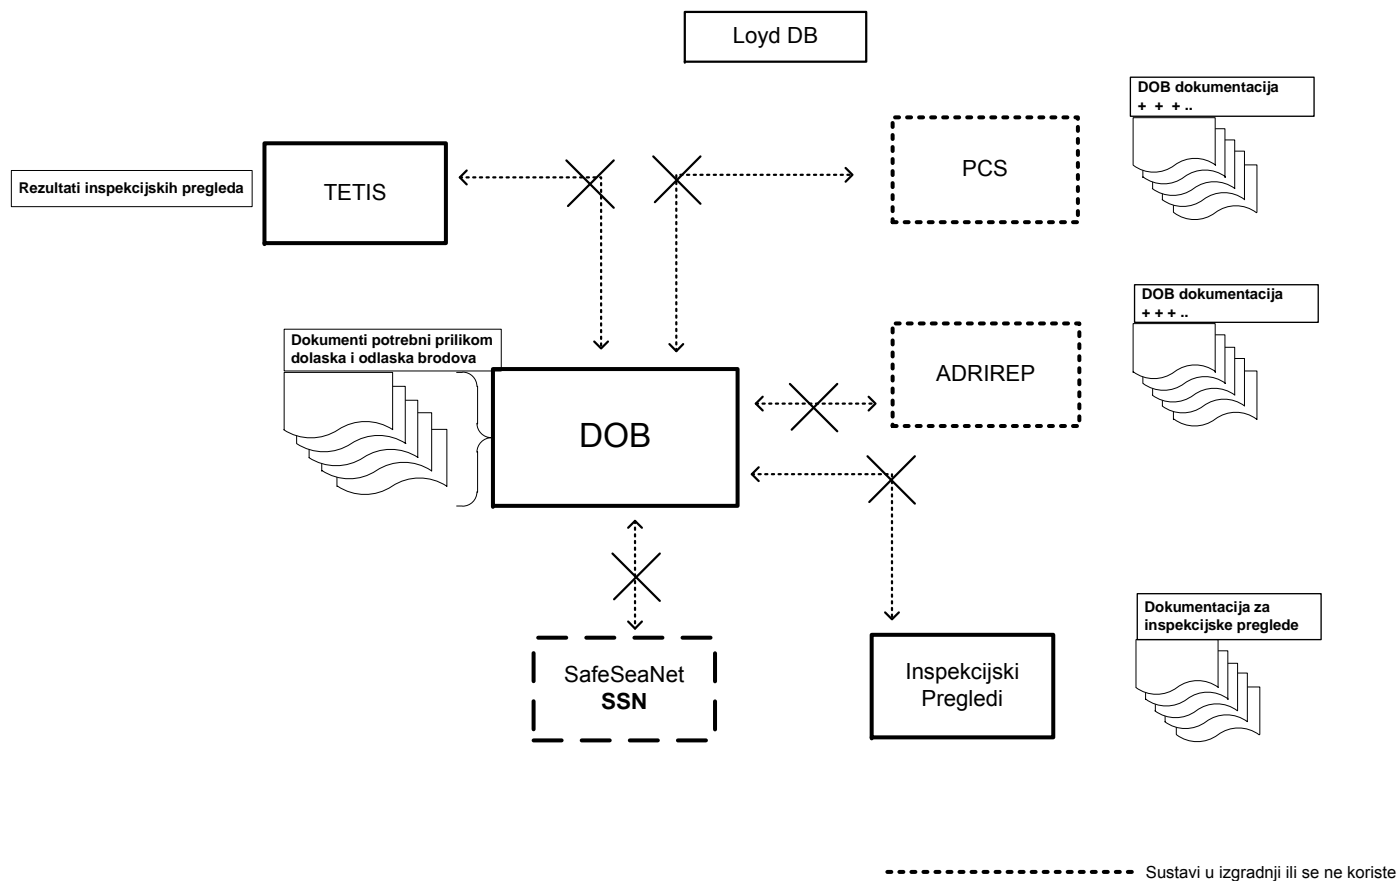 Loyd DB
DOB dokumentacija
+ + + ..
PCS
TETIS
Rezultati inspekcijskih pregleda
DOB dokumentacija
+ + + ..
Dokumenti potrebni prilikom
dolaska i odlaska brodova
ADRIREP
DOB
Dokumentacija za
inspekcijske preglede
SafeSeaNet
SSN
Inspekcijski
Pregledi
Sustavi u izgradnji ili se ne koriste